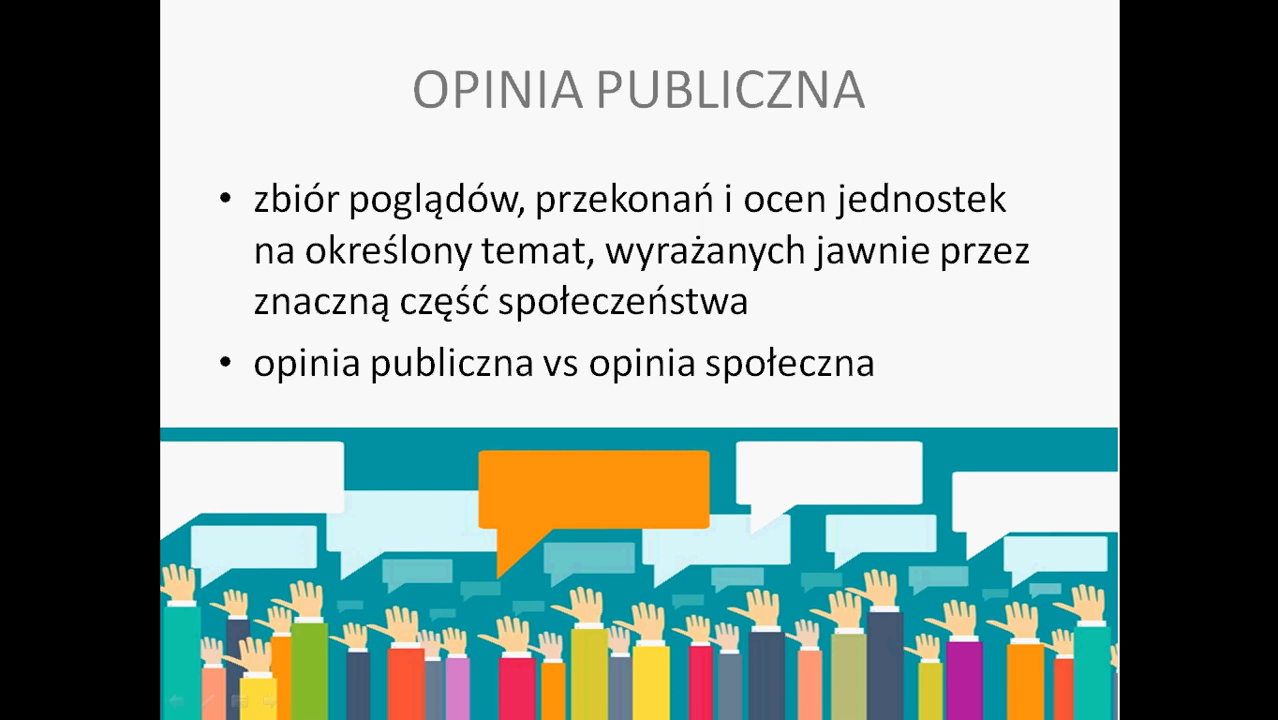 OPINIA PUBLICZNA
• zbiór poglądów, przekonań i ocen jednostek
na określony temat, wyrażanych jawnie przez
znaczną część społeczeństwa
• opinia publiczna vs opinia społeczna